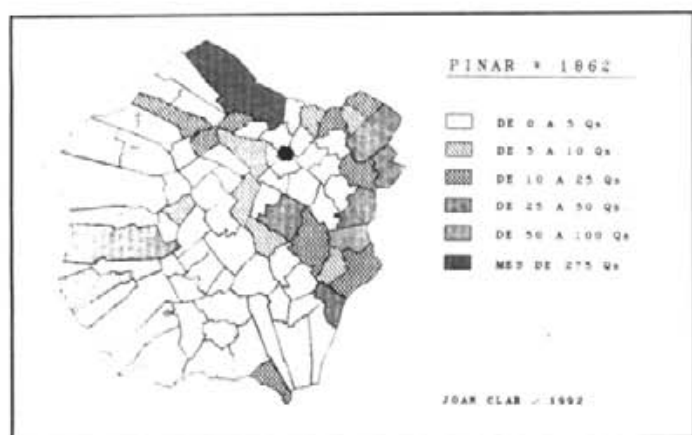 PINAR * 1862
DE 0 A 5 Qs
DE 5 A 10 Qs
DE 10 A 25 Qs
DE 25 A 50 Qs
DE 50 A 100 Qs
MES DE 275 Qs
JOAN CLAR - 1992